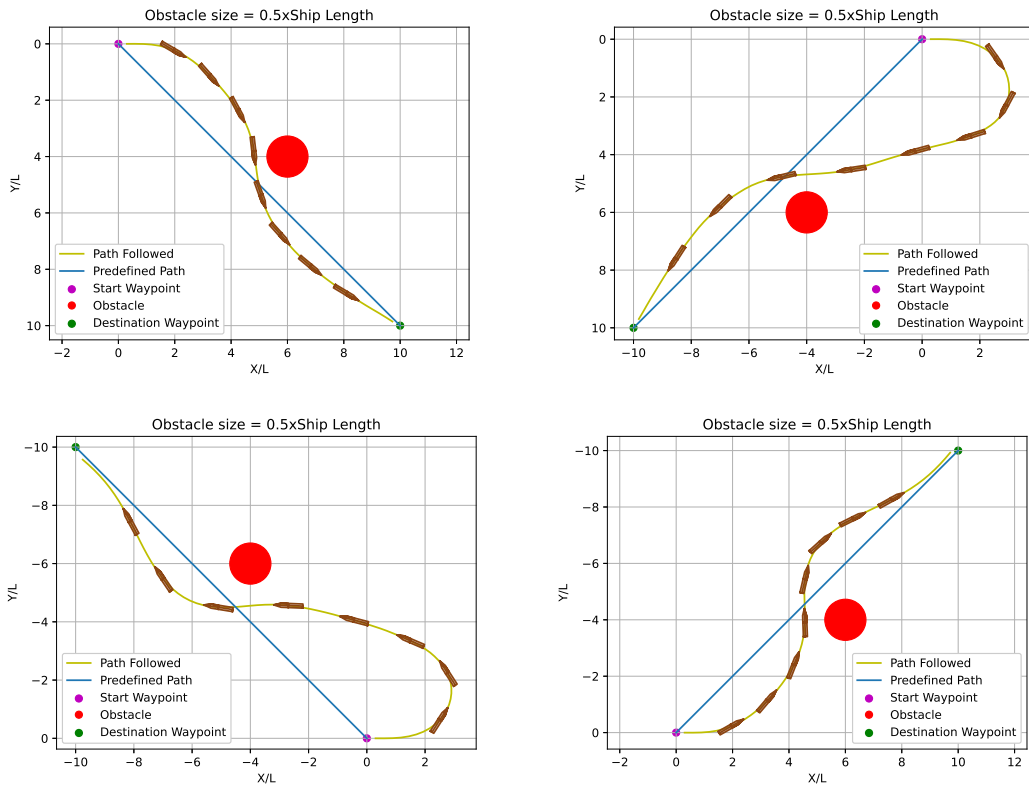 Obstacle size = 0.5xShip Length
0
2
4
6
8
10
Y/L
−2
0
2
4
6
8
10
12
X/L
Path Followed
Predefined Path
Start Waypoint
Obstacle
Destination Waypoint
Obstacle size = 0.5xShip Length
0
2
4
6
8
10
Y/L
−10
−8
−6
−4
−2
0
2
X/L
Path Followed
Predefined Path
Start Waypoint
Obstacle
Destination Waypoint
Obstacle size = 0.5xShip Length
−10
−8
−6
−4
−2
0
Y/L
−10
−8
−6
−4
−2
0
2
X/L
Path Followed
Predefined Path
Start Waypoint
Obstacle
Destination Waypoint
Obstacle size = 0.5xShip Length
−10
−8
−6
−4
−2
0
Y/L
−2
0
2
4
6
8
10
12
X/L
Path Followed
Predefined Path
Start Waypoint
Obstacle
Destination Waypoint